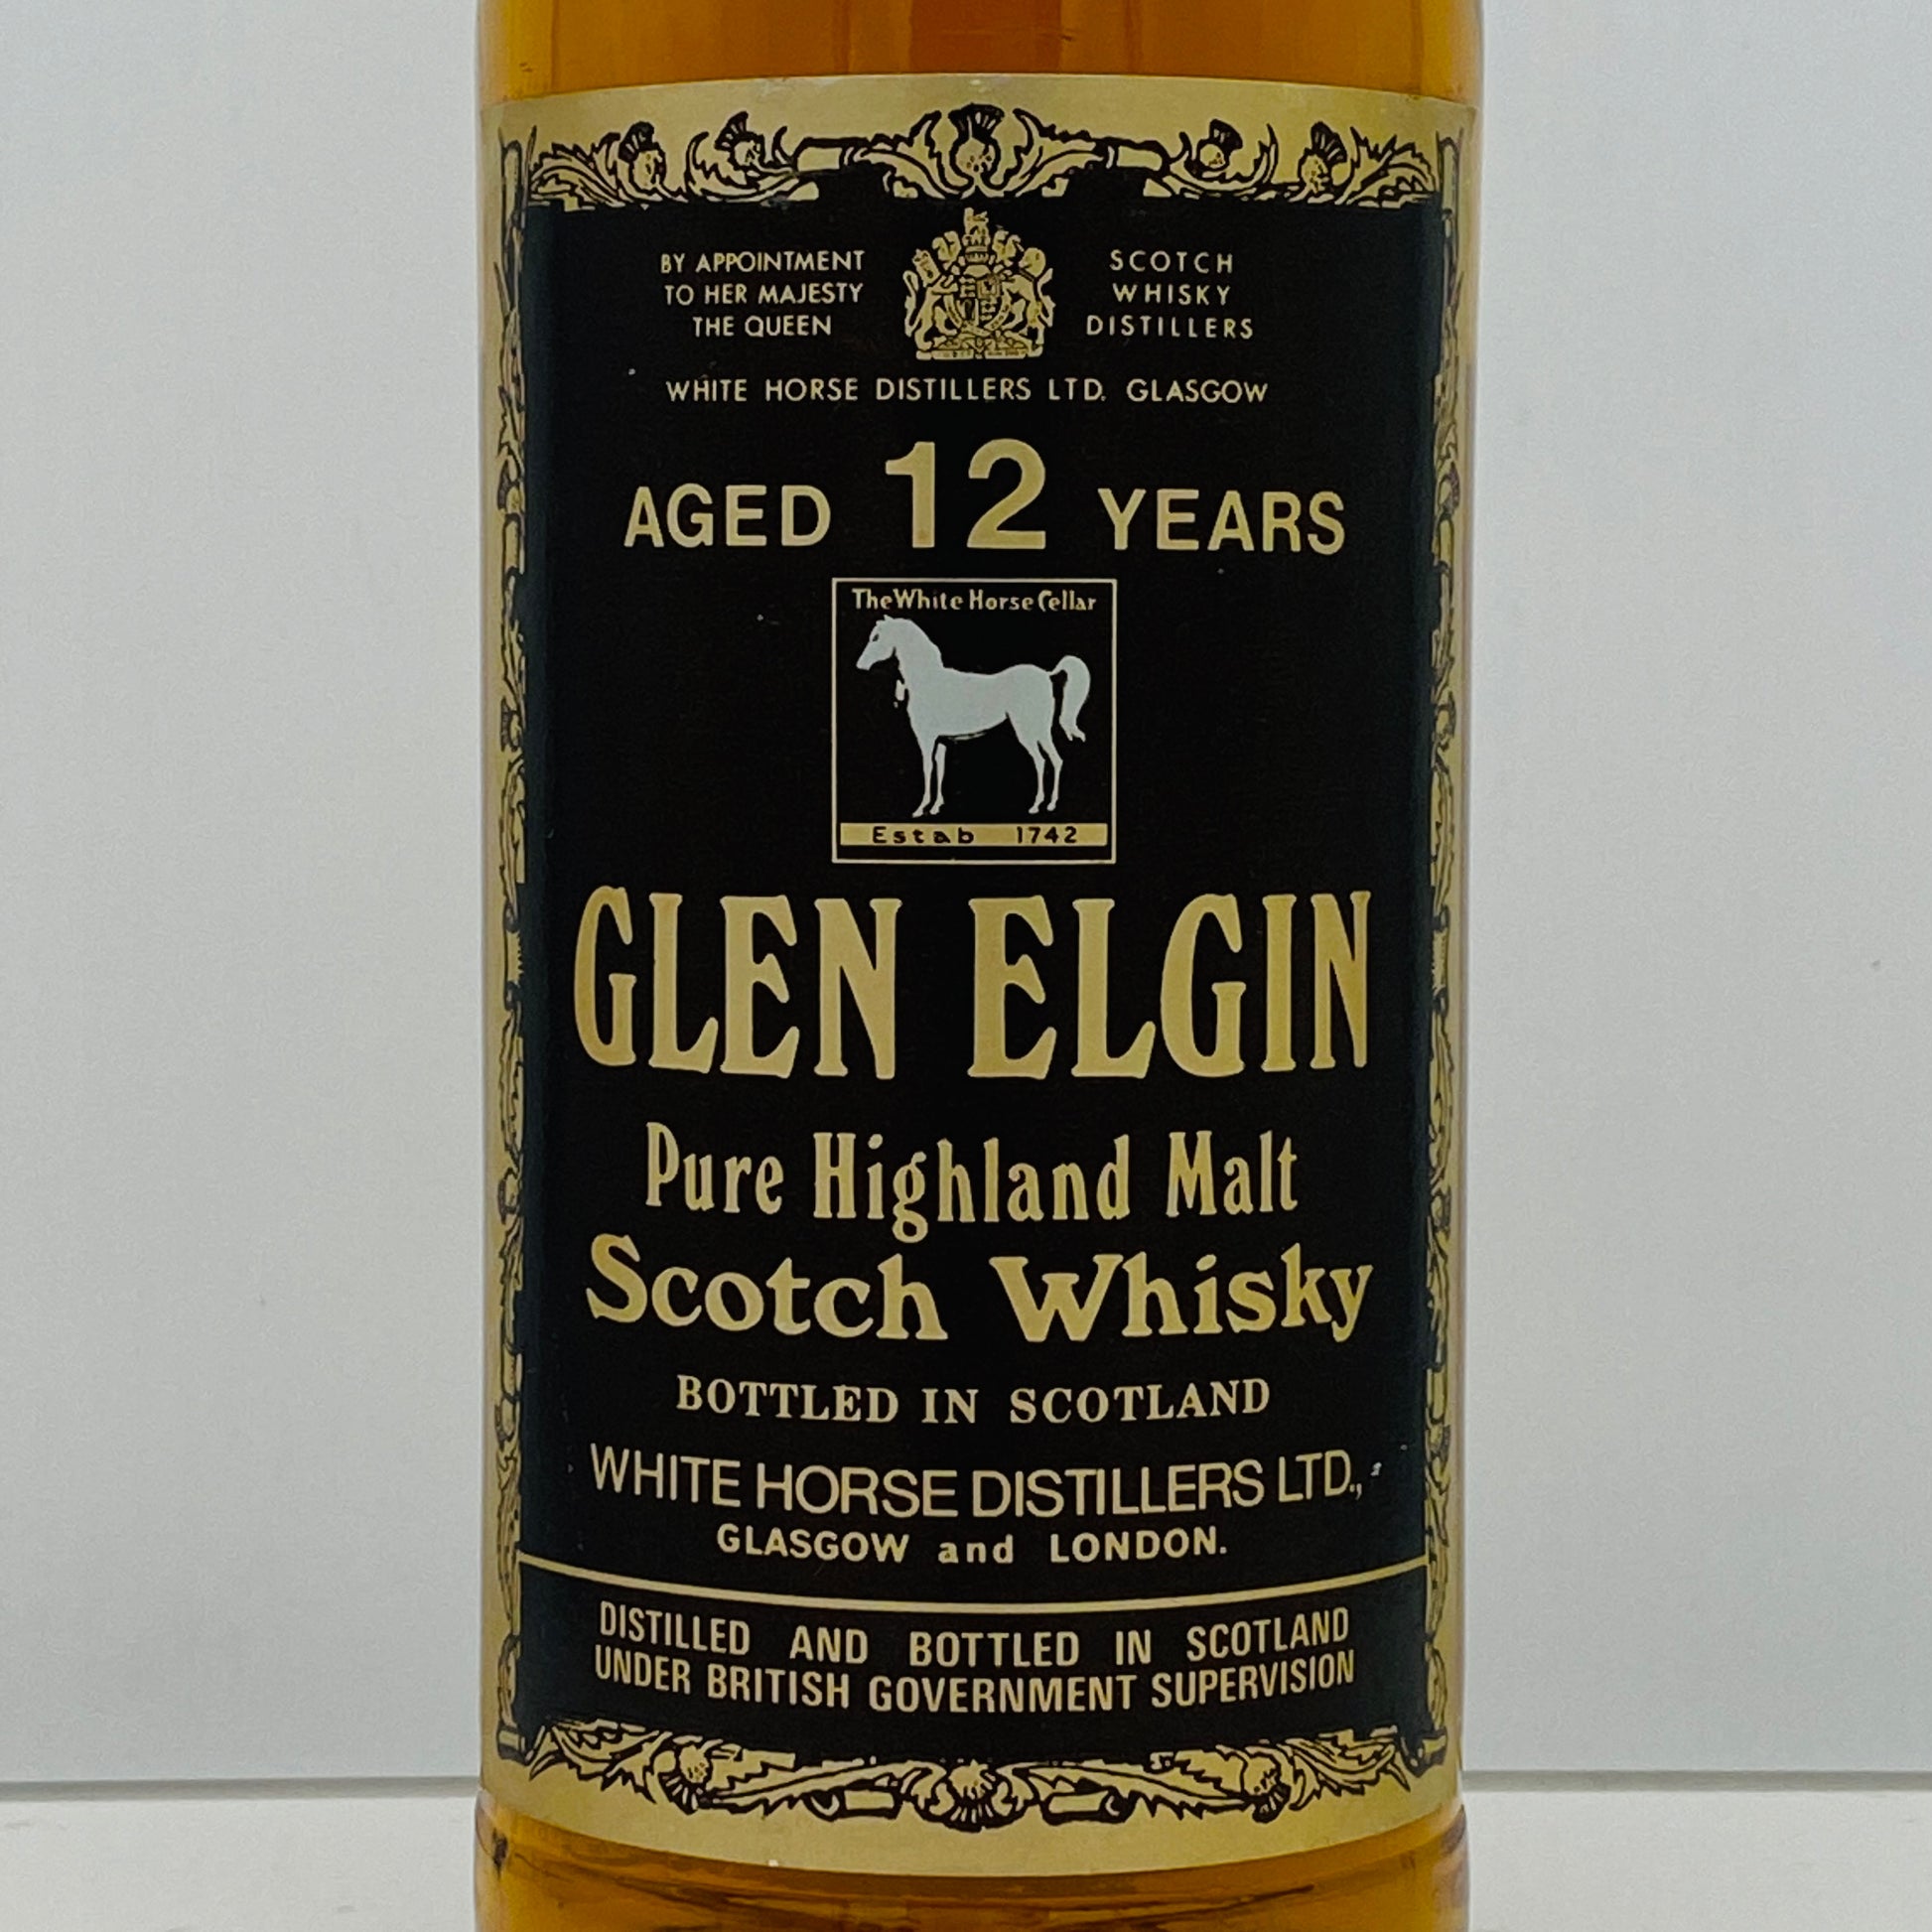 BY APPOINTMENT
TO HER MAJESTY
THE QUEEN
SCOTCH
WHISKY
DISTILLERS
WHITE HORSE DISTILLERS LTD. GLASGOW
AGED 12 YEARS
The White Horse Cellar
Estab 1742
GLEN ELGIN
Pure Highland Malt
Scotch Whisky
BOTTLED IN SCOTLAND
WHITE HORSE DISTILLERS LTD.,
GLASGOW and LONDON.
DISTILLED AND BOTTLED IN SCOTLAND
UNDER BRITISH GOVERNMENT SUPERVISION